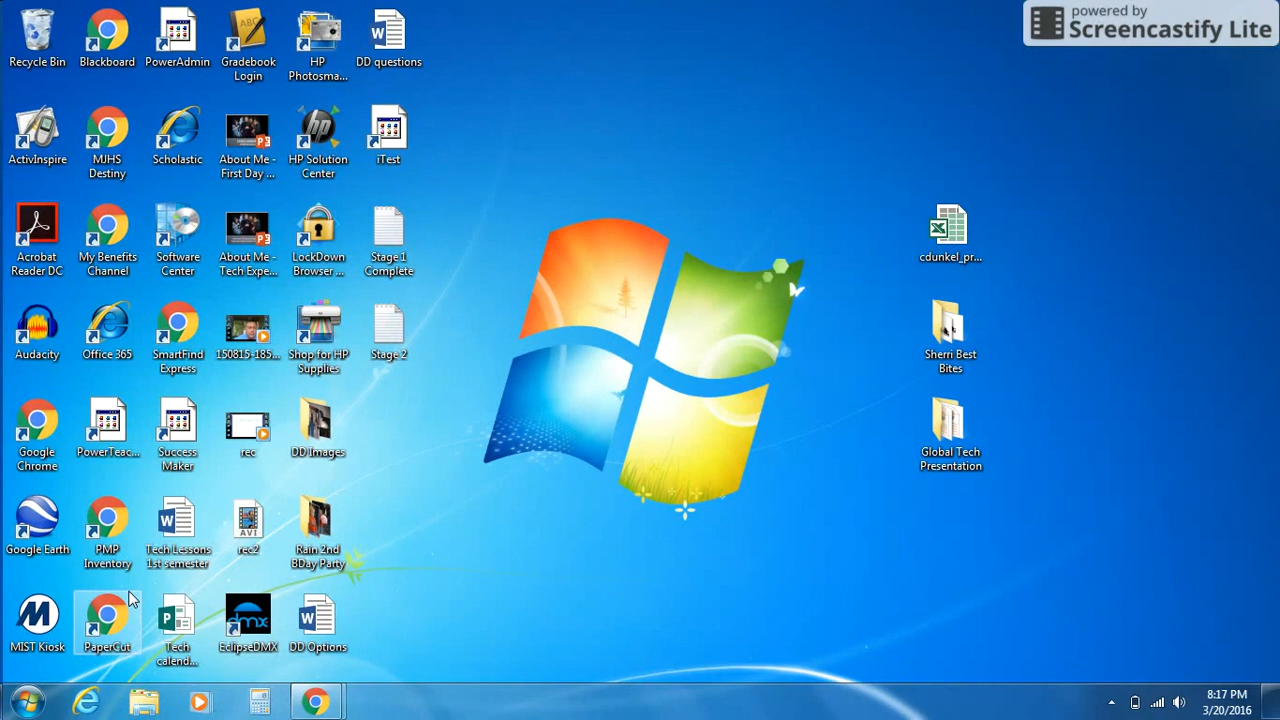 powered by
Screencastify Lite
Recycle Bin
Blackboard
PowerAdmin
Gradebook
Login
HP
Photosma...
DD questions
ActivInspire
MJHS
Destiny
Scholastic
About Me -
First Day ...
HP Solution
Center
iTest
Acrobat
Reader DC
My Benefits
Channel
Software
Center
About Me -
Tech Expe...
LockDown
Browser ...
Stage 1
Complete
cdunkel_pr...
Audacity
Office 365
SmartFind
Express
150815-185...
Shop for HP
Supplies
Stage 2
Sherri Best
Bites
Google
Chrome
PowerTeac...
Success
Maker
rec
DD Images
Global Tech
Presentation
Google Earth
PMP
Inventory
Tech Lessons
1st semester
rec2
AVI
Rain 2nd
BDay Party
MIST Kiosk
PaperCut
Tech
calend...
dmx
EclipseDMX
DD Options
8:17 PM
3/20/2016